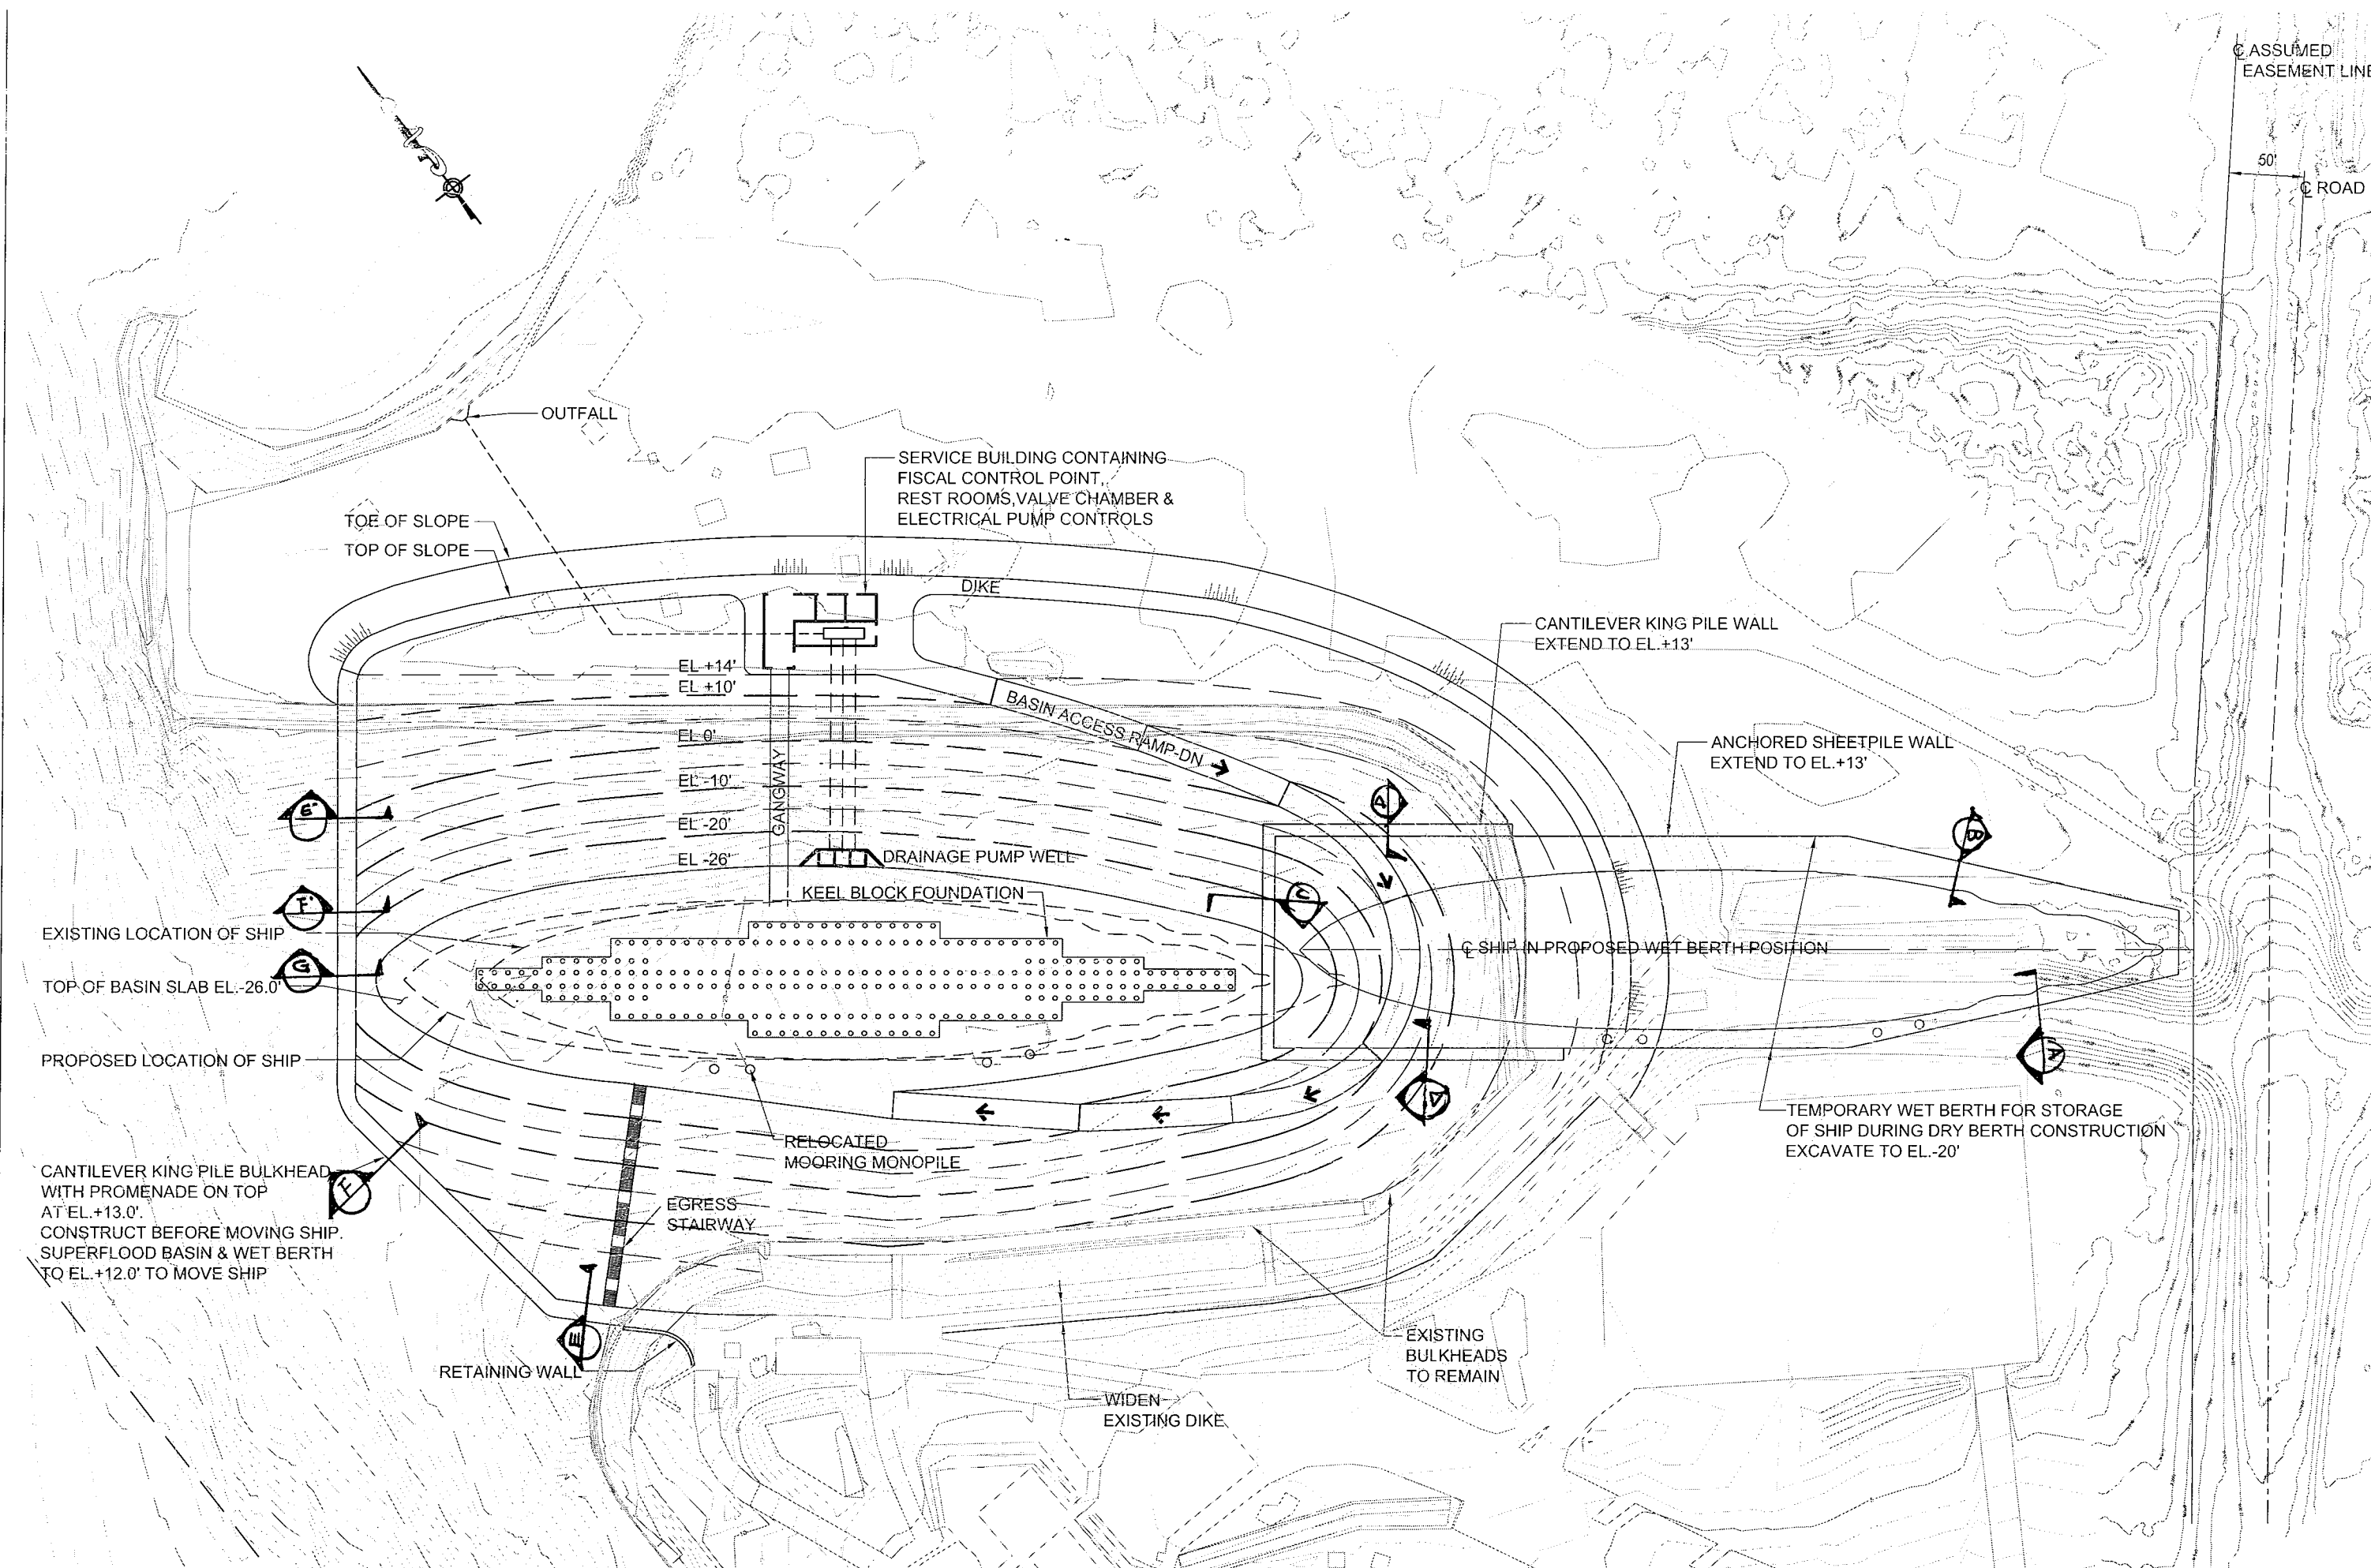 ℄ ASSUMED
EASEMENT LINE
50'
℄ ROAD
OUTFALL
SERVICE BUILDING CONTAINING
FISCAL CONTROL POINT,
REST ROOMS, VALVE CHAMBER &
ELECTRICAL PUMP CONTROLS
TOE OF SLOPE
TOP OF SLOPE
DIKE
CANTILEVER KING PILE WALL
EXTEND TO EL.+13'
EL +14'
EL +10'
BASIN ACCESS RAMP-DN
EL 0'
ANCHORED SHEETPILE WALL
EXTEND TO EL.+13'
EL -10'
GANGWAY
EL -20'
EL -26'
DRAINAGE PUMP WELL
KEEL BLOCK FOUNDATION
E'
F'
G
C
B
EXISTING LOCATION OF SHIP
℄ SHIP IN PROPOSED WET BERTH POSITION
TOP OF BASIN SLAB EL.-26.0'
PROPOSED LOCATION OF SHIP
A
D
TEMPORARY WET BERTH FOR STORAGE
OF SHIP DURING DRY BERTH CONSTRUCTION
EXCAVATE TO EL.-20'
RELOCATED
MOORING MONOPILE
CANTILEVER KING PILE BULKHEAD
WITH PROMENADE ON TOP
AT EL.+13.0'.
CONSTRUCT BEFORE MOVING SHIP.
SUPERFLOOD BASIN & WET BERTH
TO EL.+12.0' TO MOVE SHIP
F
EGRESS
STAIRWAY
E
RETAINING WALL
EXISTING
BULKHEADS
TO REMAIN
WIDEN
EXISTING DIKE